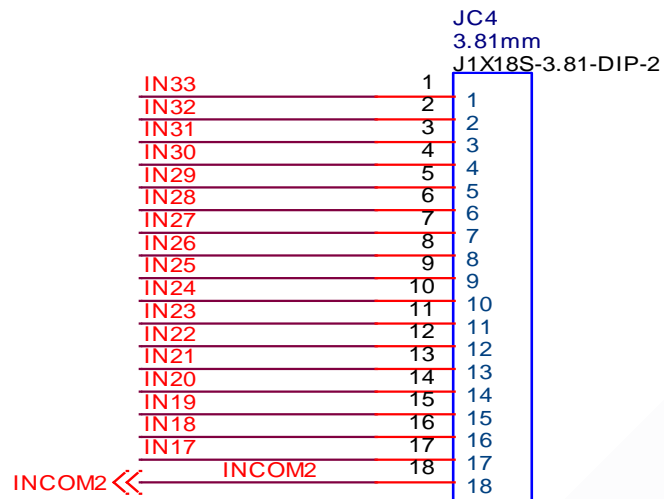 JC4
3.81mm
J1X18S-3.81-DIP-2
IN33 1 1
IN32 2 2
IN31 3 3
IN30 4 4
IN29 5 5
IN28 6 6
IN27 7 7
IN26 8 8
IN25 9 9
IN24 10 10
IN23 11 11
IN22 12 12
IN21 13 13
IN20 14 14
IN19 15 15
IN18 16 16
IN17 17 17
INCOM2 INCOM2 18 18